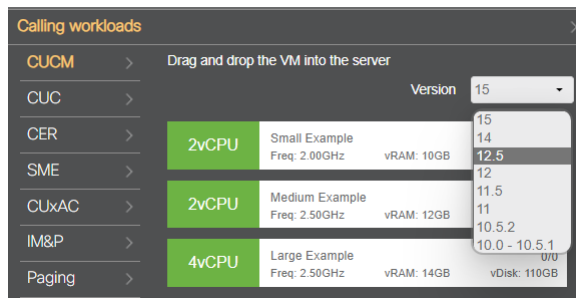 Calling workloads
CUCM
CUC
CER
SME
CUxAC
IM&P
Paging
Drag and drop the VM into the server
Version
15
15
14
12.5
12
11.5
11
10.5.2
10.0 - 10.5.1
2vCPU
Small Example
Freq: 2.00GHz vRAM: 10GB
2vCPU
Medium Example
Freq: 2.50GHz vRAM: 12GB
4vCPU
Large Example
0/0
Freq: 2.50GHz vRAM: 14GB vDisk: 110GB